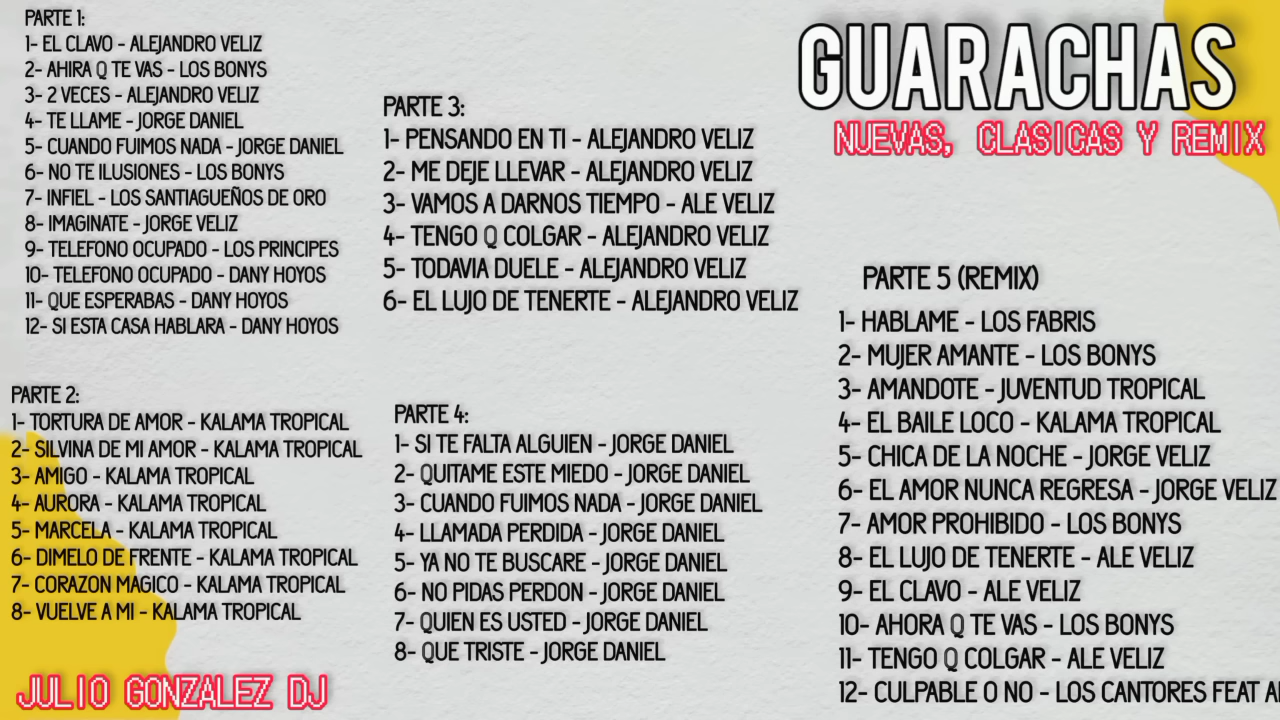 PARTE 1:
1- EL CLAVO - ALEJANDRO VELIZ
2- AHIRA Q TE VAS - LOS BONYS
3- 2 VECES - ALEJANDRO VELIZ
4- TE LLAME - JORGE DANIEL
5- CUANDO FUIMOS NADA - JORGE DANIEL
6- NO TE ILUSIONES - LOS BONYS
7- INFIEL - LOS SANTIAGUEÑOS DE ORO
8- IMAGINATE - JORGE VELIZ
9- TELEFONO OCUPADO - LOS PRINCIPES
10- TELEFONO OCUPADO - DANY HOYOS
11- QUE ESPERABAS - DANY HOYOS
12- SI ESTA CASA HABLARA - DANY HOYOS
PARTE 2:
1- TORTURA DE AMOR - KALAMA TROPICAL
2- SILVINA DE MI AMOR - KALAMA TROPICAL
3- AMIGO - KALAMA TROPICAL
4- AURORA - KALAMA TROPICAL
5- MARCELA - KALAMA TROPICAL
6- DIMELO DE FRENTE - KALAMA TROPICAL
7- CORAZON MAGICO - KALAMA TROPICAL
8- VUELVE A MI - KALAMA TROPICAL
JULIO GONZALEZ DJ
PARTE 3:
1- PENSANDO EN TI - ALEJANDRO VELIZ
2- ME DEJE LLEVAR - ALEJANDRO VELIZ
3- VAMOS A DARNOS TIEMPO - ALE VELIZ
4- TENGO Q COLGAR - ALEJANDRO VELIZ
5- TODAVIA DUELE - ALEJANDRO VELIZ
6- EL LUJO DE TENERTE - ALEJANDRO VELIZ
PARTE 4:
1- SI TE FALTA ALGUIEN - JORGE DANIEL
2- QUITAME ESTE MIEDO - JORGE DANIEL
3- CUANDO FUIMOS NADA - JORGE DANIEL
4- LLAMADA PERDIDA - JORGE DANIEL
5- YA NO TE BUSCARE - JORGE DANIEL
6- NO PIDAS PERDON - JORGE DANIEL
7- QUIEN ES USTED - JORGE DANIEL
8- QUE TRISTE - JORGE DANIEL
GUARACHAS
NUEVAS, CLASICAS Y REMIX
PARTE 5 (REMIX)
1- HABLAME - LOS FABRIS
2- MUJER AMANTE - LOS BONYS
3- AMANDOTE - JUVENTUD TROPICAL
4- EL BAILE LOCO - KALAMA TROPICAL
5- CHICA DE LA NOCHE - JORGE VELIZ
6- EL AMOR NUNCA REGRESA - JORGE VELIZ
7- AMOR PROHIBIDO - LOS BONYS
8- EL LUJO DE TENERTE - ALE VELIZ
9- EL CLAVO - ALE VELIZ
10- AHORA Q TE VAS - LOS BONYS
11- TENGO Q COLGAR - ALE VELIZ
12- CULPABLE O NO - LOS CANTORES FEAT